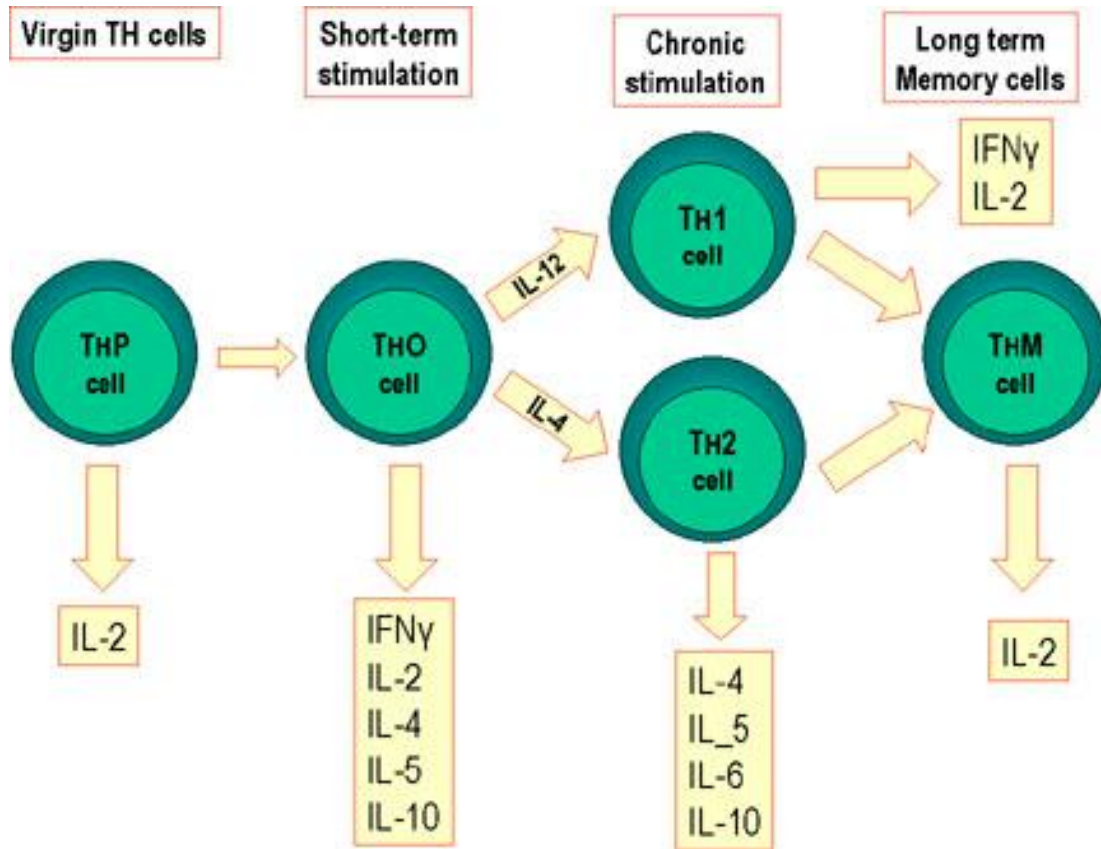 Virgin TH cells
Short-term
stimulation
Chronic
stimulation
Long term
Memory cells
THP
cell
THO
cell
IL-12
IL-4
TH1
cell
TH2
cell
THM
cell
IFNγ
IL-2
IL-2
IFNγ
IL-2
IL-4
IL-5
IL-10
IL-4
IL_5
IL-6
IL-10
IL-2